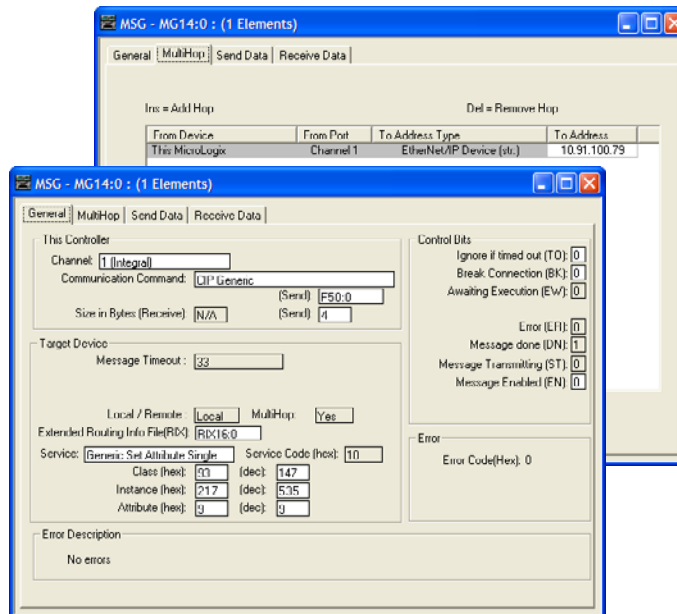 MSG - MG14:0 : (1 Elements)
General MultiHop Send Data Receive Data
Ins = Add Hop Del = Remove Hop
From Device From Port To Address Type To Address
This MicroLogix Channel 1 EtherNet/IP Device (str.) 10.91.100.79
MSG - MG14:0 : (1 Elements)
General MultiHop Send Data Receive Data
This Controller
Channel: 1 (Integral)
Communication Command: CIP Generic
(Send) F50:0
Size in Bytes (Receive) N/A (Send) 4
Target Device
Message Timeout : 33
Local / Remote : Local MultiHop: Yes
Extended Routing Info File(RIX): RIX16:0
Service: Generic Set Attribute Single Service Code (hex): 10
Class (hex): 93 (dec): 147
Instance (hex): 217 (dec): 535
Attribute (hex): 9 (dec): 9
Control Bits
Ignore if timed out (TO): 0
Break Connection (BK): 0
Awaiting Execution (EW): 0
Error (ER): 0
Message done (DN): 1
Message Transmitting (ST): 0
Message Enabled (EN): 0
Error
Error Code(Hex): 0
Error Description
No errors